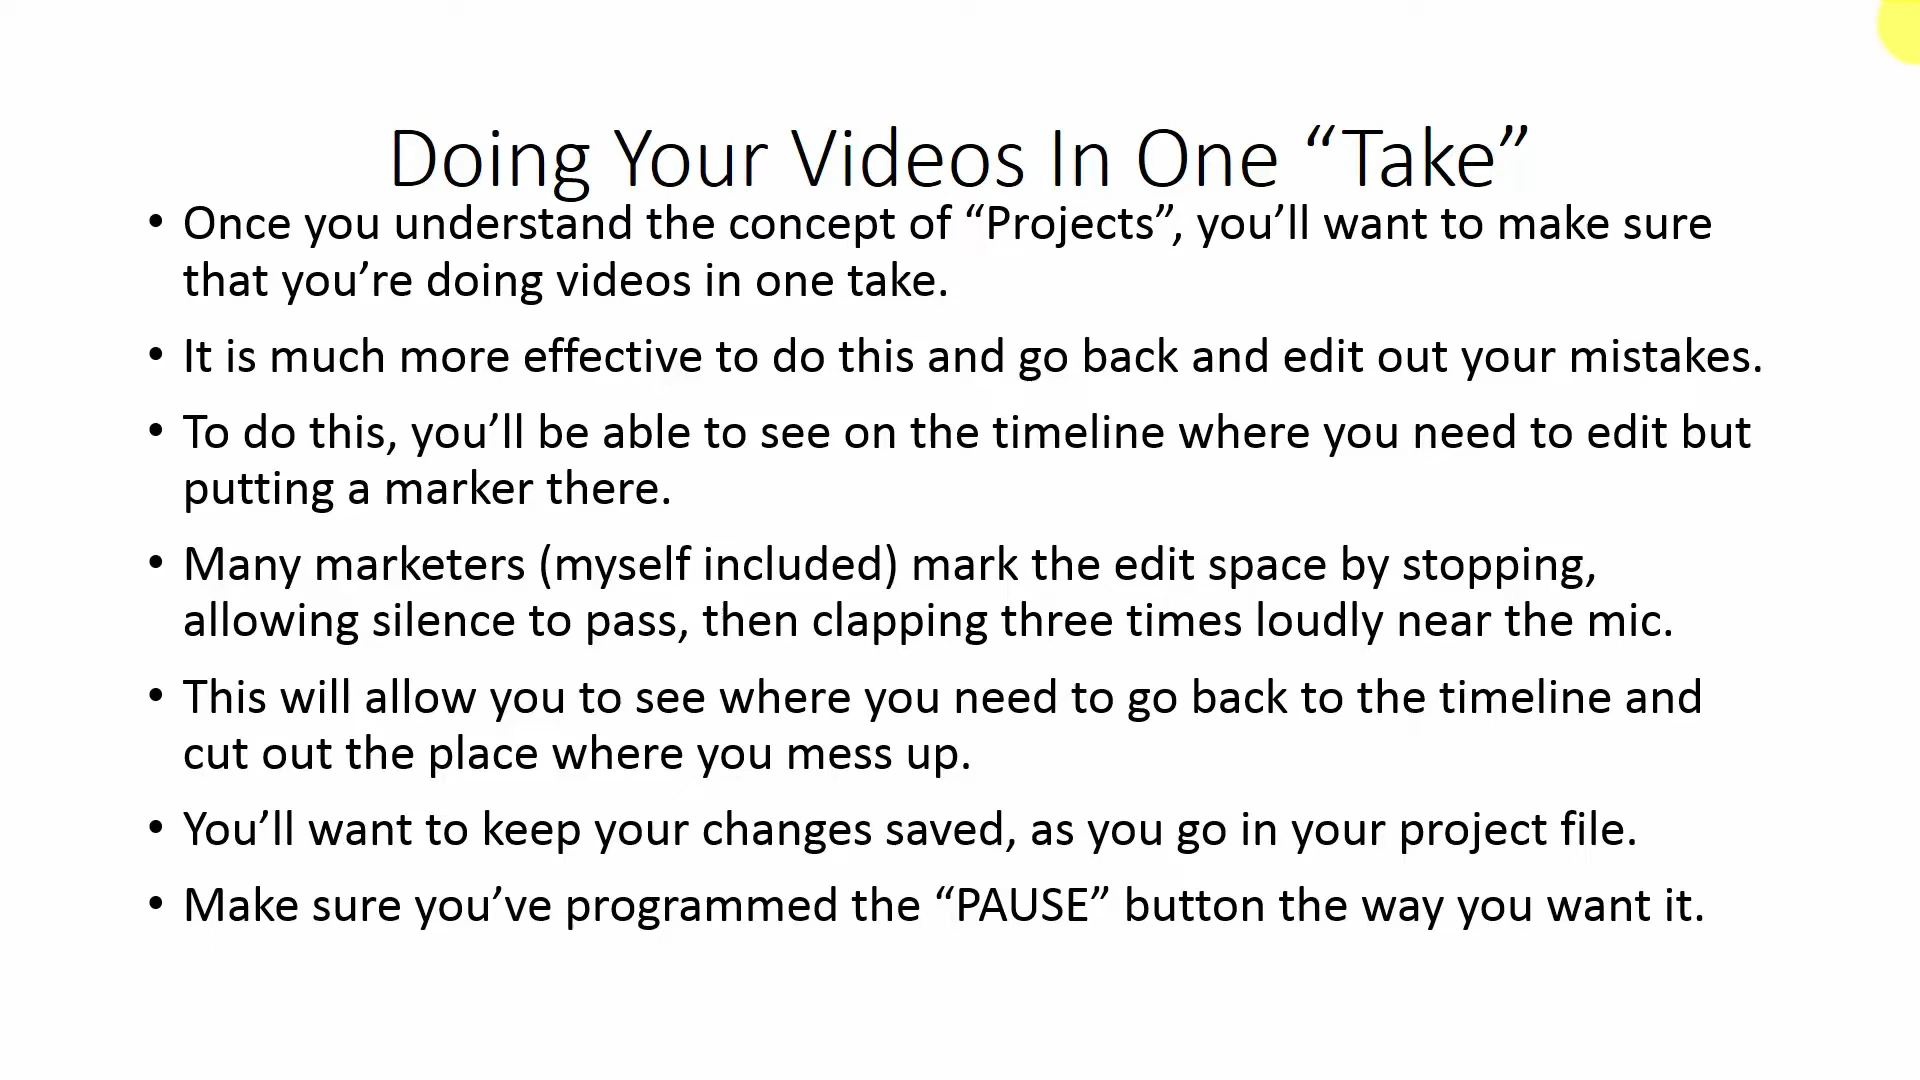 Doing Your Videos In One “Take”
• Once you understand the concept of “Projects”, you’ll want to make sure
that you’re doing videos in one take.
• It is much more effective to do this and go back and edit out your mistakes.
• To do this, you’ll be able to see on the timeline where you need to edit but
putting a marker there.
• Many marketers (myself included) mark the edit space by stopping,
allowing silence to pass, then clapping three times loudly near the mic.
• This will allow you to see where you need to go back to the timeline and
cut out the place where you mess up.
• You’ll want to keep your changes saved, as you go in your project file.
• Make sure you’ve programmed the “PAUSE” button the way you want it.